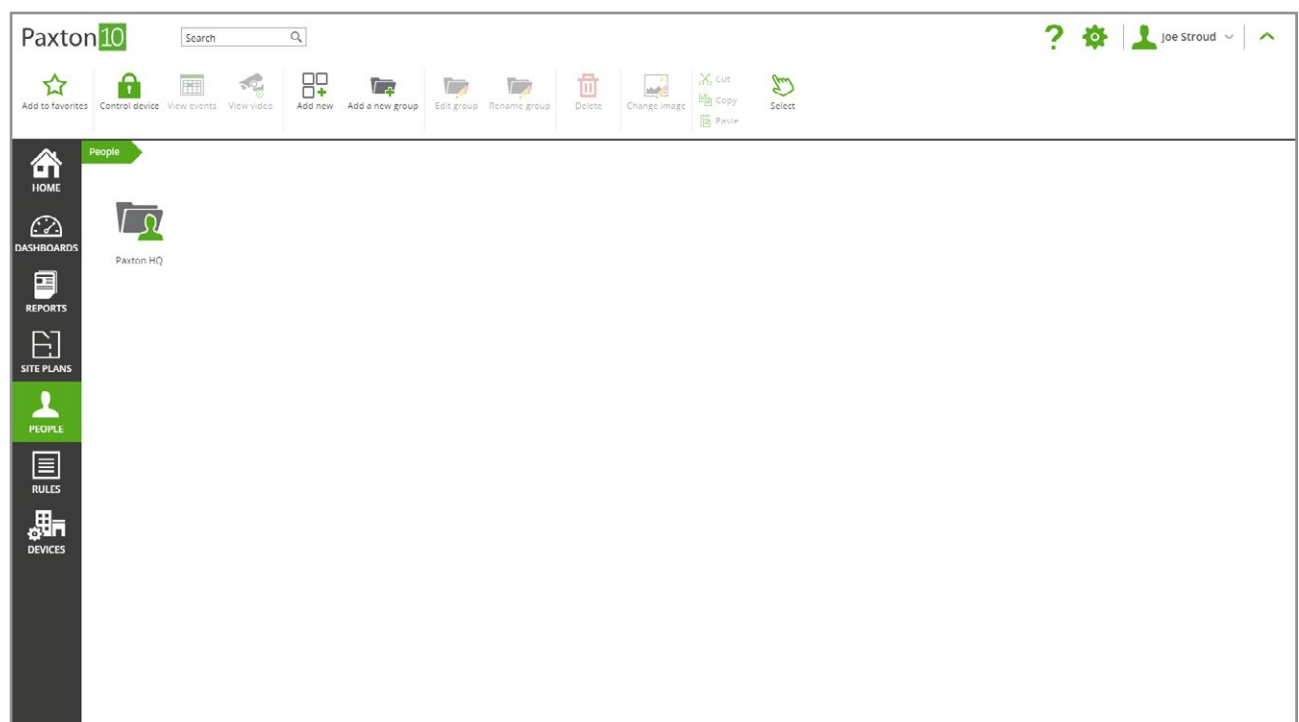 Paxton10
Search
Joe Stroud
Add to favorites
Control device
View events
View video
Add new
Add a new group
Edit group
Rename group
Delete
Change image
Cut
Copy
Paste
Select
HOME
DASHBOARDS
REPORTS
SITE PLANS
PEOPLE
RULES
DEVICES
People
Paxton HQ